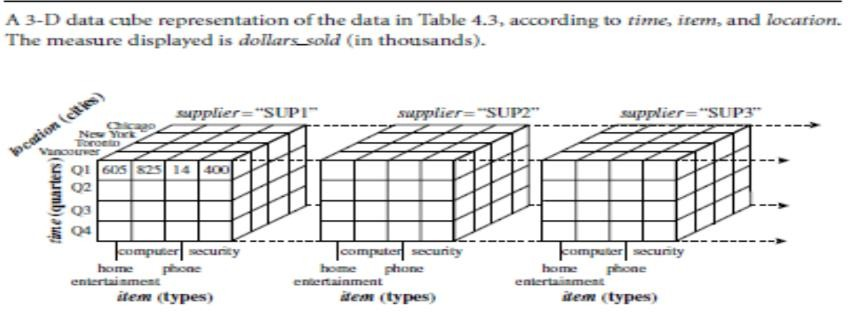 A 3-D data cube representation of the data in Table 4.3, according to time, item, and location.
The measure displayed is dollars_sold (in thousands).
location (cities)
Chicago
New York
Toronto
Vancouver
supplier="SUP1" supplier="SUP2" supplier="SUP3"
time (quarters)
Q1 605 825 14 400
Q2
Q3
Q4
computer security computer security computer security
home phone home phone home phone
entertainment entertainment entertainment
item (types) item (types) item (types)